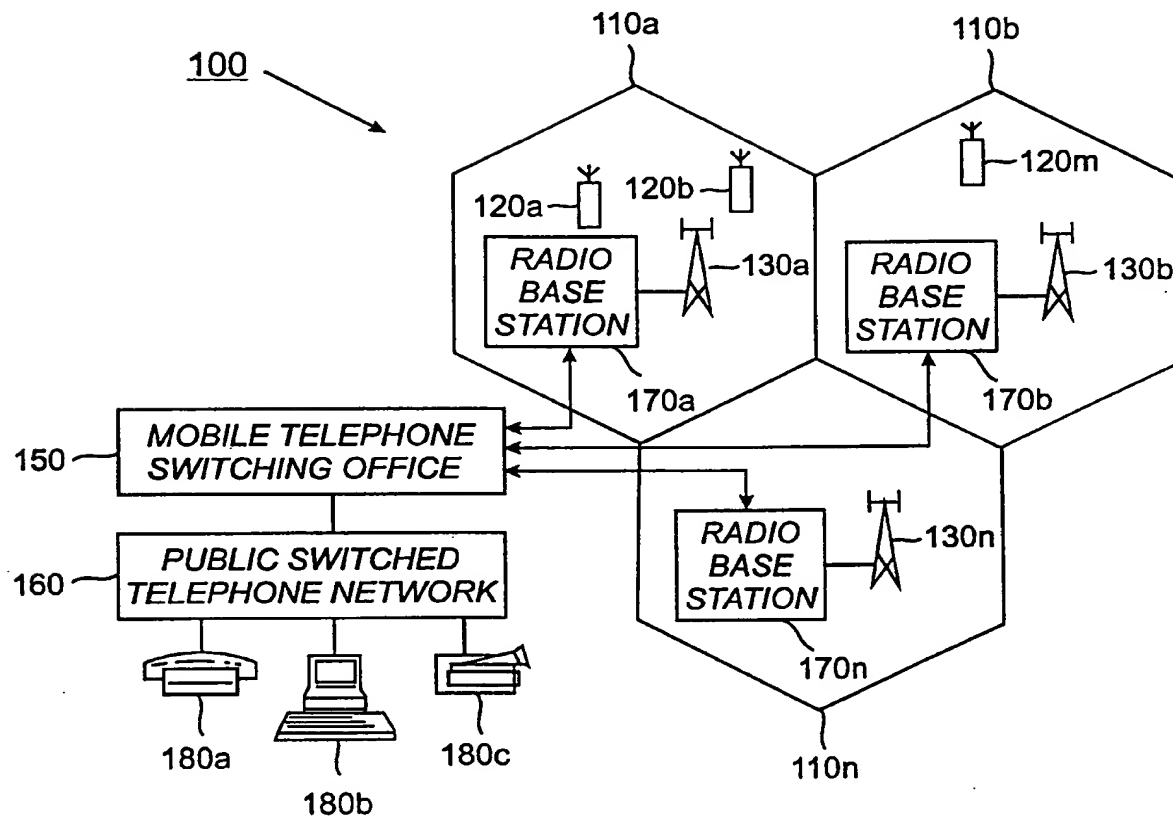 110a
110b
100
120a
120b
120m
RADIO
BASE
STATION
130a
RADIO
BASE
STATION
130b
170a
170b
150
MOBILE TELEPHONE
SWITCHING OFFICE
160
PUBLIC SWITCHED
TELEPHONE NETWORK
RADIO
BASE
STATION
130n
170n
180a
180b
180c
110n